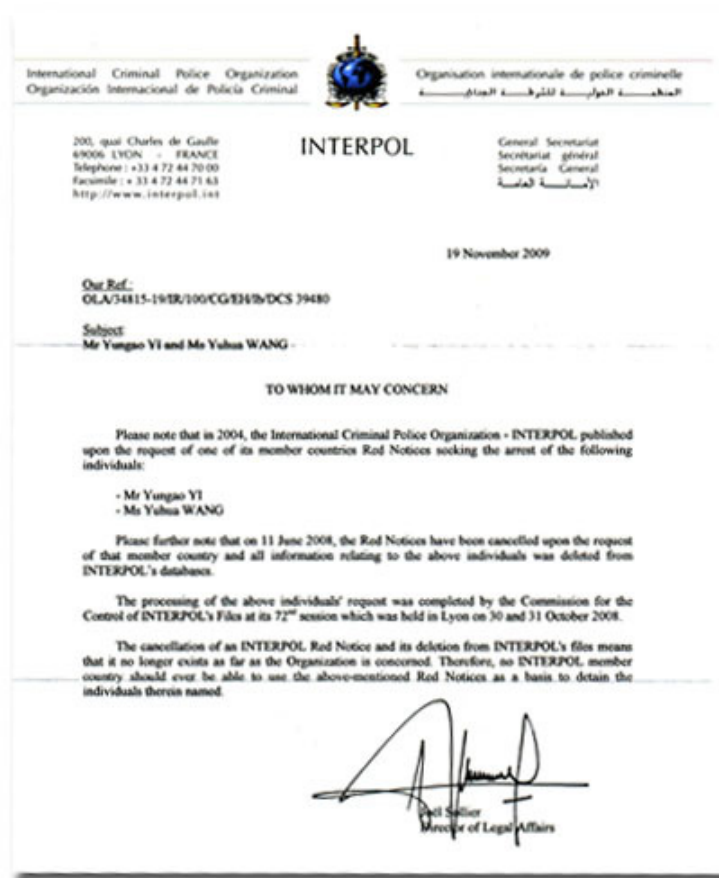 International Criminal Police Organization
Organización Internacional de Policía Criminal
Organisation internationale de police criminelle
200, quai Charles de Gaulle
69006 LYON - FRANCE
Telephone : +33 4 72 44 70 00
Facsimile : + 33 4 72 44 71 63
http://www.interpol.int
INTERPOL
General Secretariat
Secrétariat général
Secretaría General
الأمانة العامة
19 November 2009
Our Ref :
OLA/34815-19/IR/100/CG/EH/lb/DCS 39480
Subject
Mr Yungao YI and Ms Yuhua WANG -
TO WHOM IT MAY CONCERN
Please note that in 2004, the International Criminal Police Organization - INTERPOL published
upon the request of one of its member countries Red Notices seeking the arrest of the following
individuals:
- Mr Yungao YI
- Ms Yuhua WANG
Please further note that on 11 June 2008, the Red Notices have been cancelled upon the request
of that member country and all information relating to the above individuals was deleted from
INTERPOL's databases.
The processing of the above individuals' request was completed by the Commission for the
Control of INTERPOL's Files at its 72nd session which was held in Lyon on 30 and 31 October 2008.
The cancellation of an INTERPOL Red Notice and its deletion from INTERPOL's files means
that it no longer exists as far as the Organization is concerned. Therefore, no INTERPOL member
country should ever be able to use the above-mentioned Red Notices as a basis to detain the
individuals therein named.
Joël Sollier
Director of Legal Affairs